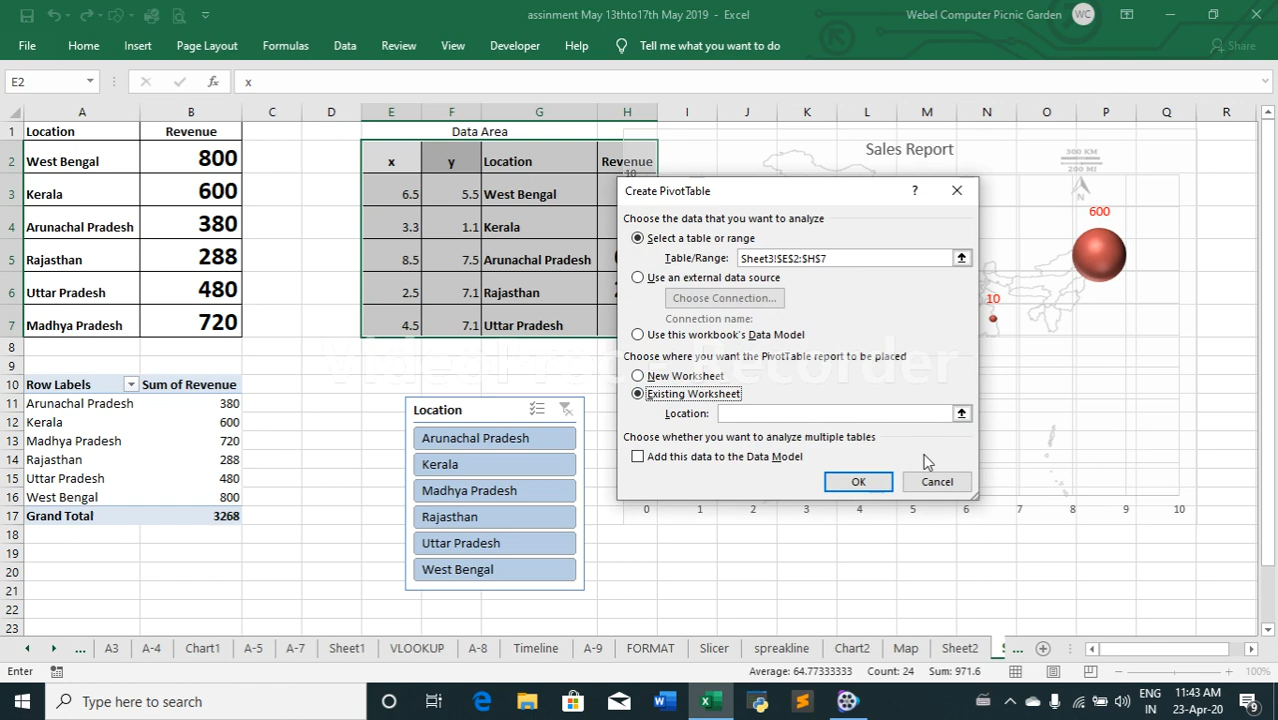 assinment May 13thto17th May 2019 - Excel
Webel Computer Picnic Garden WC
File Home Insert Page Layout Formulas Data Review View Developer Help Tell me what you want to do Share
E2 fx x
A B C D E F G H I J K L M N O P Q R
1 Location Revenue Data Area
2 West Bengal 800 x y Location Revenue
3 Kerala 600 6.5 5.5 West Bengal
4 Arunachal Pradesh 380 3.3 1.1 Kerala
5 Rajasthan 288 8.5 7.5 Arunachal Pradesh
6 Uttar Pradesh 480 2.5 7.1 Rajasthan
7 Madhya Pradesh 720 4.5 7.1 Uttar Pradesh
8
9
10 Row Labels Sum of Revenue
11 Arunachal Pradesh 380
12 Kerala 600
13 Madhya Pradesh 720
14 Rajasthan 288
15 Uttar Pradesh 480
16 West Bengal 800
17 Grand Total 3268
18
19
20
21
22
23
Location
Arunachal Pradesh
Kerala
Madhya Pradesh
Rajasthan
Uttar Pradesh
West Bengal
Sales Report
300 KM
200 MI
N
600
10
10
0 1 2 3 4 5 6 7 8 9 10
Create PivotTable ?
Choose the data that you want to analyze
Select a table or range
Table/Range: Sheet3!$E$2:$H$7
Use an external data source
Choose Connection...
Connection name:
Use this workbook's Data Model
Choose where you want the PivotTable report to be placed
New Worksheet
Existing Worksheet
Location:
Choose whether you want to analyze multiple tables
Add this data to the Data Model
OK Cancel
VideoProc Recorder
... A3 A-4 Chart1 A-5 A-7 Sheet1 VLOOKUP A-8 Timeline A-9 FORMAT Slicer spreakline Chart2 Map Sheet2 ...
Enter Average: 64.77333333 Count: 24 Sum: 971.6 100%
Type here to search
ENG
IN
11:43 AM
23-Apr-20
9